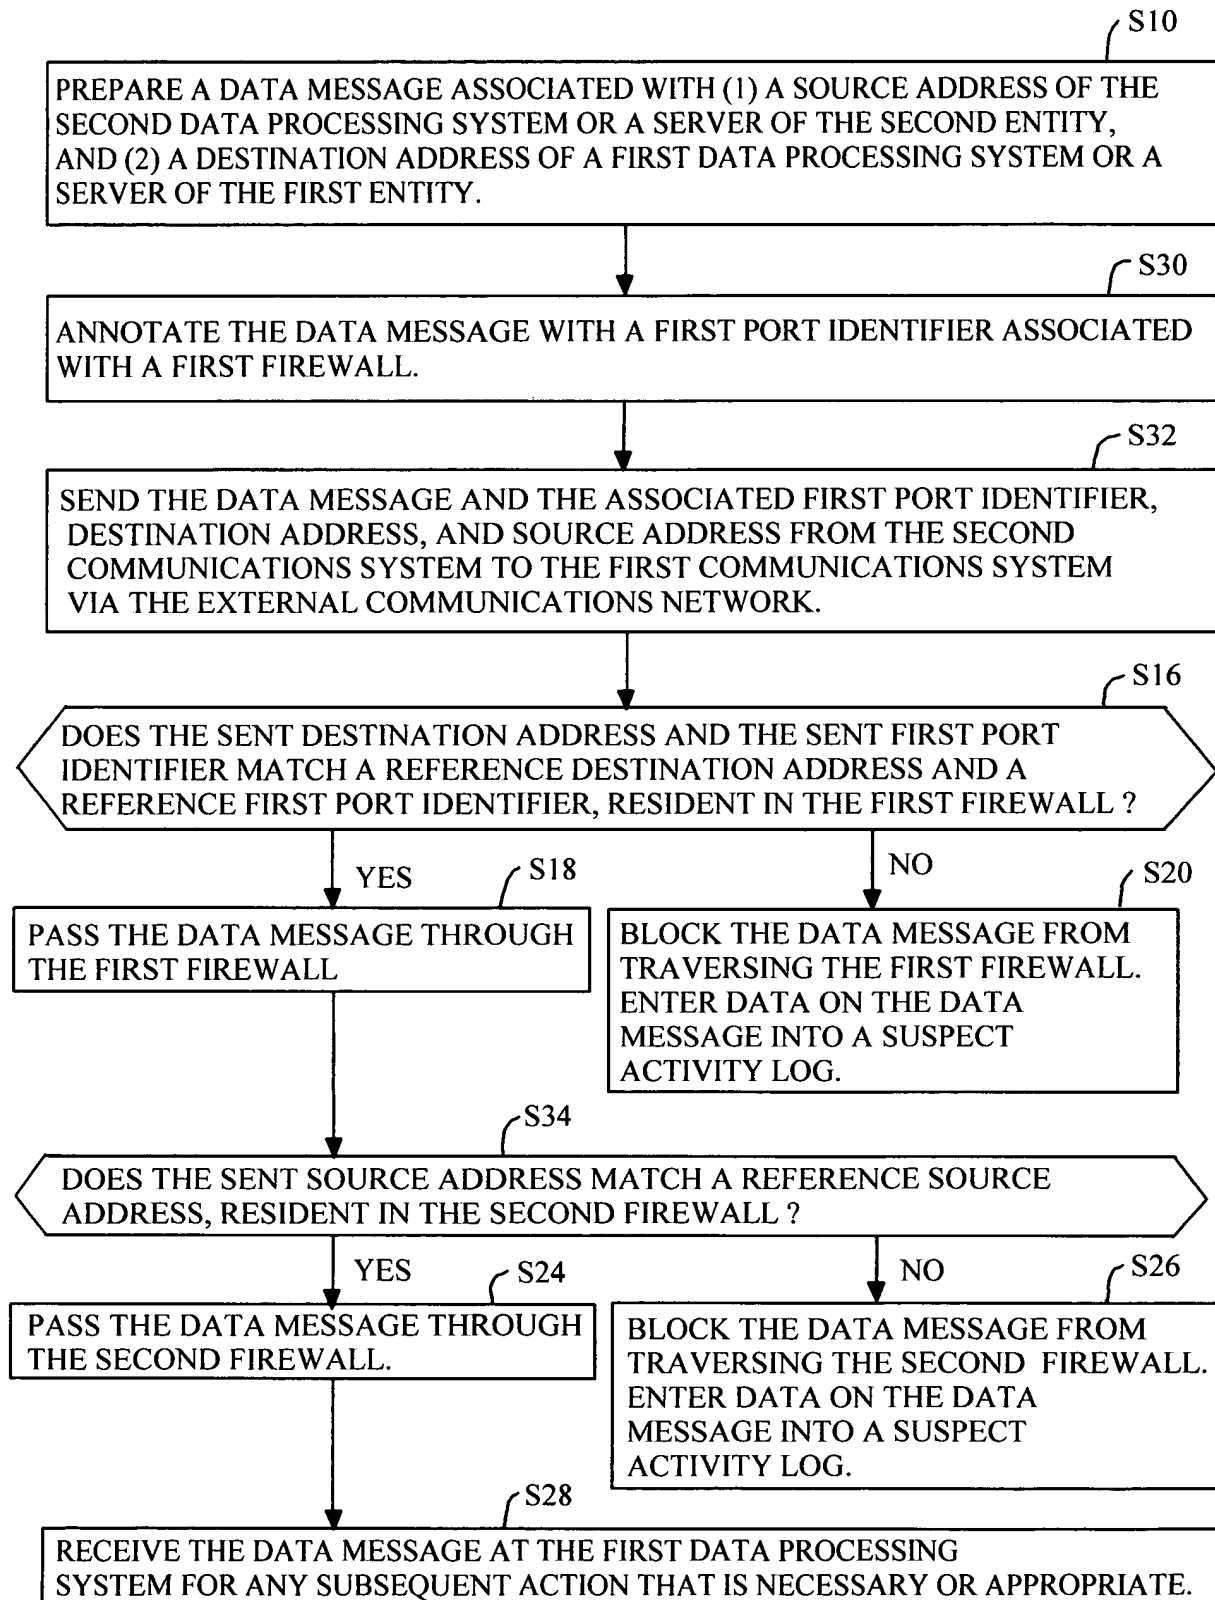 S10
PREPARE A DATA MESSAGE ASSOCIATED WITH (1) A SOURCE ADDRESS OF THE
SECOND DATA PROCESSING SYSTEM OR A SERVER OF THE SECOND ENTITY,
AND (2) A DESTINATION ADDRESS OF A FIRST DATA PROCESSING SYSTEM OR A
SERVER OF THE FIRST ENTITY.
S30
ANNOTATE THE DATA MESSAGE WITH A FIRST PORT IDENTIFIER ASSOCIATED
WITH A FIRST FIREWALL.
S32
SEND THE DATA MESSAGE AND THE ASSOCIATED FIRST PORT IDENTIFIER,
DESTINATION ADDRESS, AND SOURCE ADDRESS FROM THE SECOND
COMMUNICATIONS SYSTEM TO THE FIRST COMMUNICATIONS SYSTEM
VIA THE EXTERNAL COMMUNICATIONS NETWORK.
S16
DOES THE SENT DESTINATION ADDRESS AND THE SENT FIRST PORT
IDENTIFIER MATCH A REFERENCE DESTINATION ADDRESS AND A
REFERENCE FIRST PORT IDENTIFIER, RESIDENT IN THE FIRST FIREWALL ?
YES
S18
NO
S20
PASS THE DATA MESSAGE THROUGH
THE FIRST FIREWALL
BLOCK THE DATA MESSAGE FROM
TRAVERSING THE FIRST FIREWALL.
ENTER DATA ON THE DATA
MESSAGE INTO A SUSPECT
ACTIVITY LOG.
S34
DOES THE SENT SOURCE ADDRESS MATCH A REFERENCE SOURCE
ADDRESS, RESIDENT IN THE SECOND FIREWALL ?
YES
S24
NO
S26
PASS THE DATA MESSAGE THROUGH
THE SECOND FIREWALL.
BLOCK THE DATA MESSAGE FROM
TRAVERSING THE SECOND FIREWALL.
ENTER DATA ON THE DATA
MESSAGE INTO A SUSPECT
ACTIVITY LOG.
S28
RECEIVE THE DATA MESSAGE AT THE FIRST DATA PROCESSING
SYSTEM FOR ANY SUBSEQUENT ACTION THAT IS NECESSARY OR APPROPRIATE.